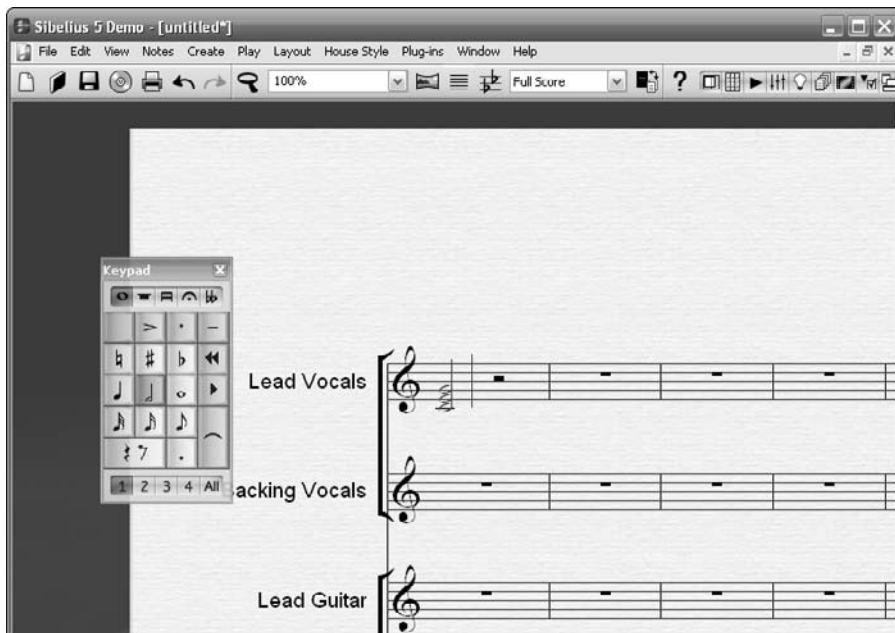 Sibelius 5 Demo - [untitled*]
File Edit View Notes Create Play Layout House Style Plug-ins Window Help
100% Full Score
Keypad
Lead Vocals
1 2 3 4 All
Backing Vocals
Lead Guitar